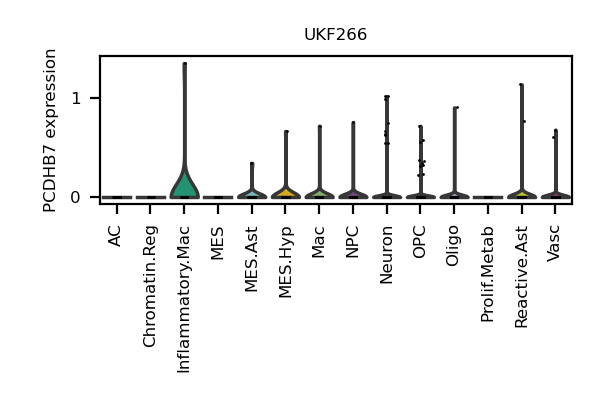 UKF266
PCDHB7 expression
1
0
AC
Chromatin.Reg
Inflammatory.Mac
MES
MES.Ast
MES.Hyp
Mac
NPC
Neuron
OPC
Oligo
Prolif.Metab
Reactive.Ast
Vasc